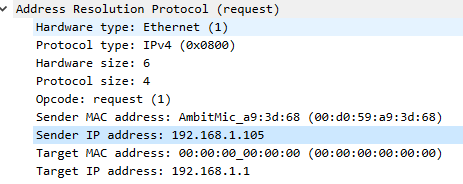 Address Resolution Protocol (request)
Hardware type: Ethernet (1)
Protocol type: IPv4 (0x0800)
Hardware size: 6
Protocol size: 4
Opcode: request (1)
Sender MAC address: AmbitMic_a9:3d:68 (00:d0:59:a9:3d:68)
Sender IP address: 192.168.1.105
Target MAC address: 00:00:00_00:00:00 (00:00:00:00:00:00)
Target IP address: 192.168.1.1